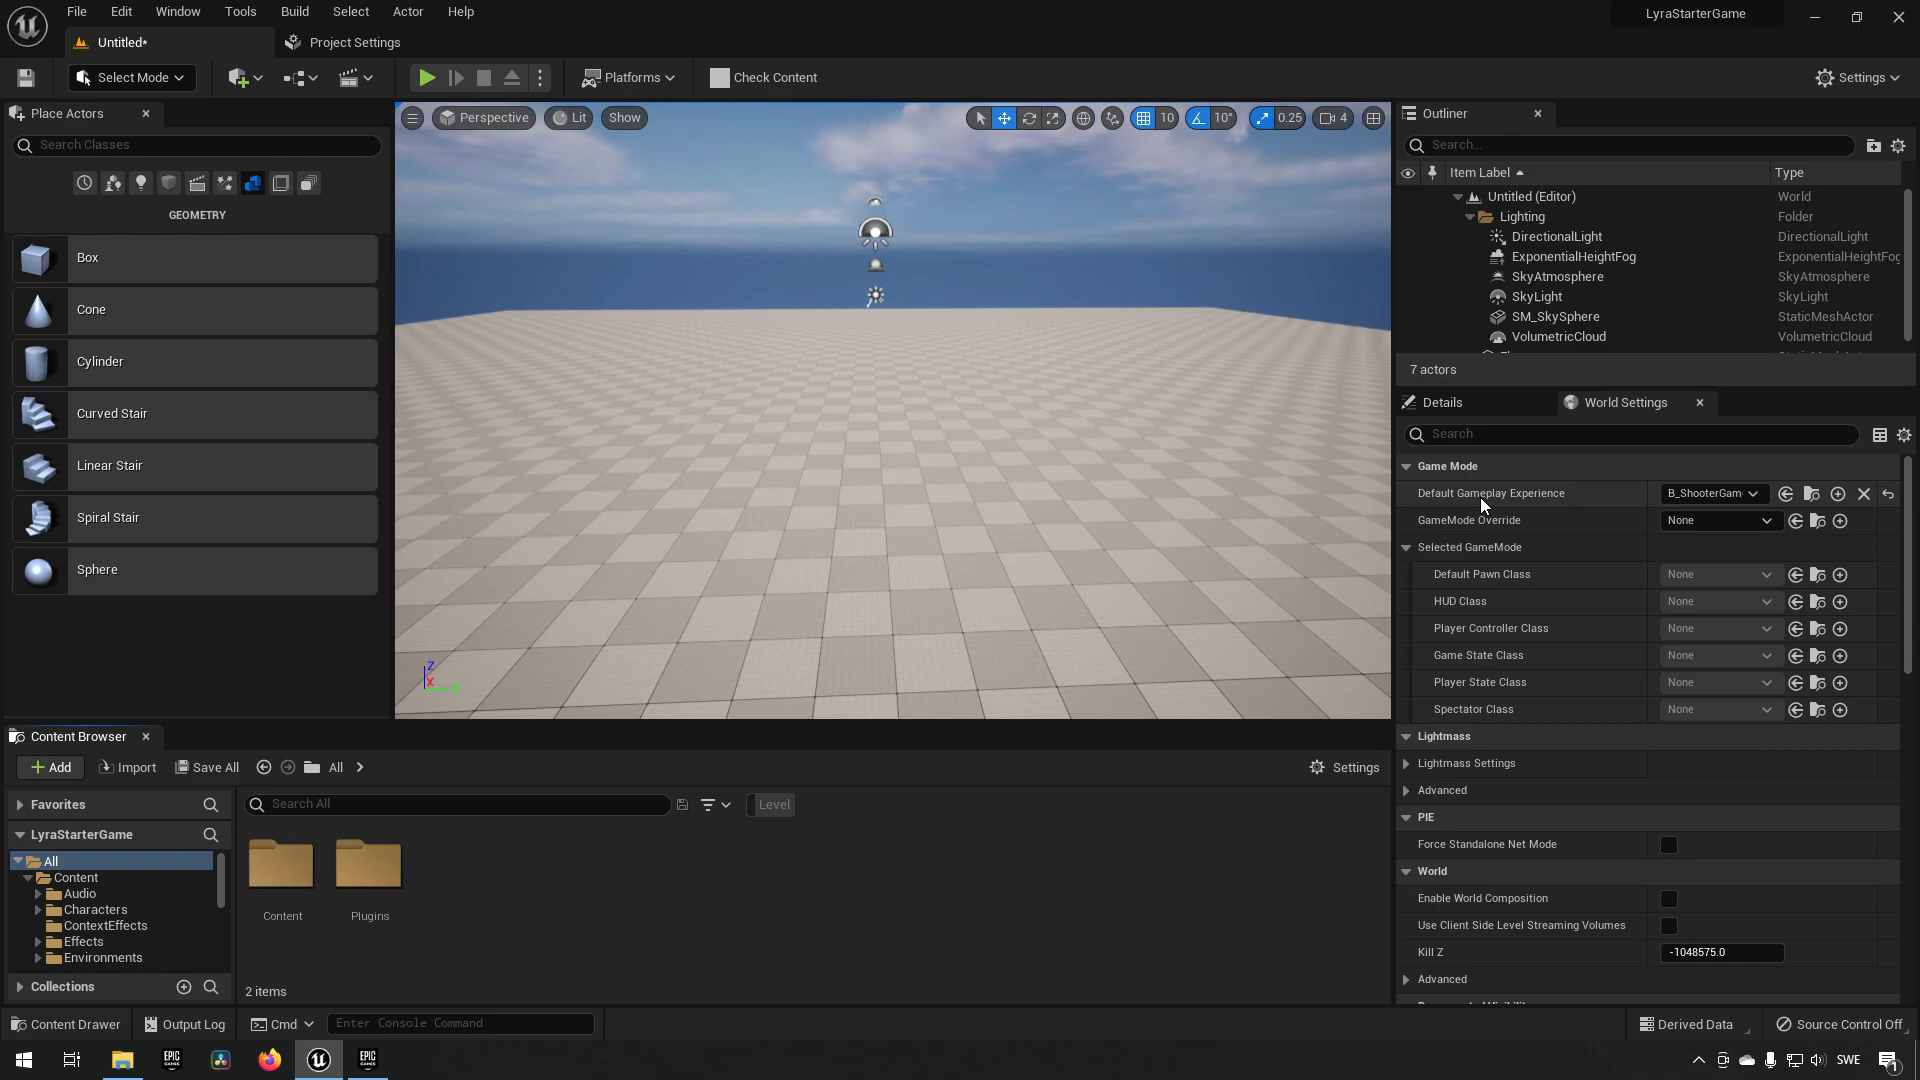 File Edit Window Tools Build Select Actor Help
LyraStarterGame
Untitled*
Project Settings
Select Mode
Platforms
Check Content
Settings
Place Actors
Search Classes
GEOMETRY
Box
Cone
Cylinder
Curved Stair
Linear Stair
Spiral Stair
Sphere
Perspective
Lit
Show
10
10°
0.25
4
Z
X
Y
Outliner
Search...
Item Label
Type
Untitled (Editor) World
Lighting Folder
DirectionalLight DirectionalLight
ExponentialHeightFog ExponentialHeightFog
SkyAtmosphere SkyAtmosphere
SkyLight SkyLight
SM_SkySphere StaticMeshActor
VolumetricCloud VolumetricCloud
7 actors
Details
World Settings
Search
Game Mode
Default Gameplay Experience B_ShooterGam
GameMode Override None
Selected GameMode
Default Pawn Class None
HUD Class None
Player Controller Class None
Game State Class None
Player State Class None
Spectator Class None
Lightmass
Lightmass Settings
Advanced
PIE
Force Standalone Net Mode
World
Enable World Composition
Use Client Side Level Streaming Volumes
Kill Z -1048575.0
Advanced
Content Browser
Add
Import
Save All
All
Settings
Favorites
LyraStarterGame
All
Content
Audio
Characters
ContextEffects
Effects
Environments
Collections
Search All
Level
Content
Plugins
2 items
Content Drawer
Output Log
Cmd
Enter Console Command
Derived Data
Source Control Off
EPIC
GAMES
EPIC
GAMES
SWE
1